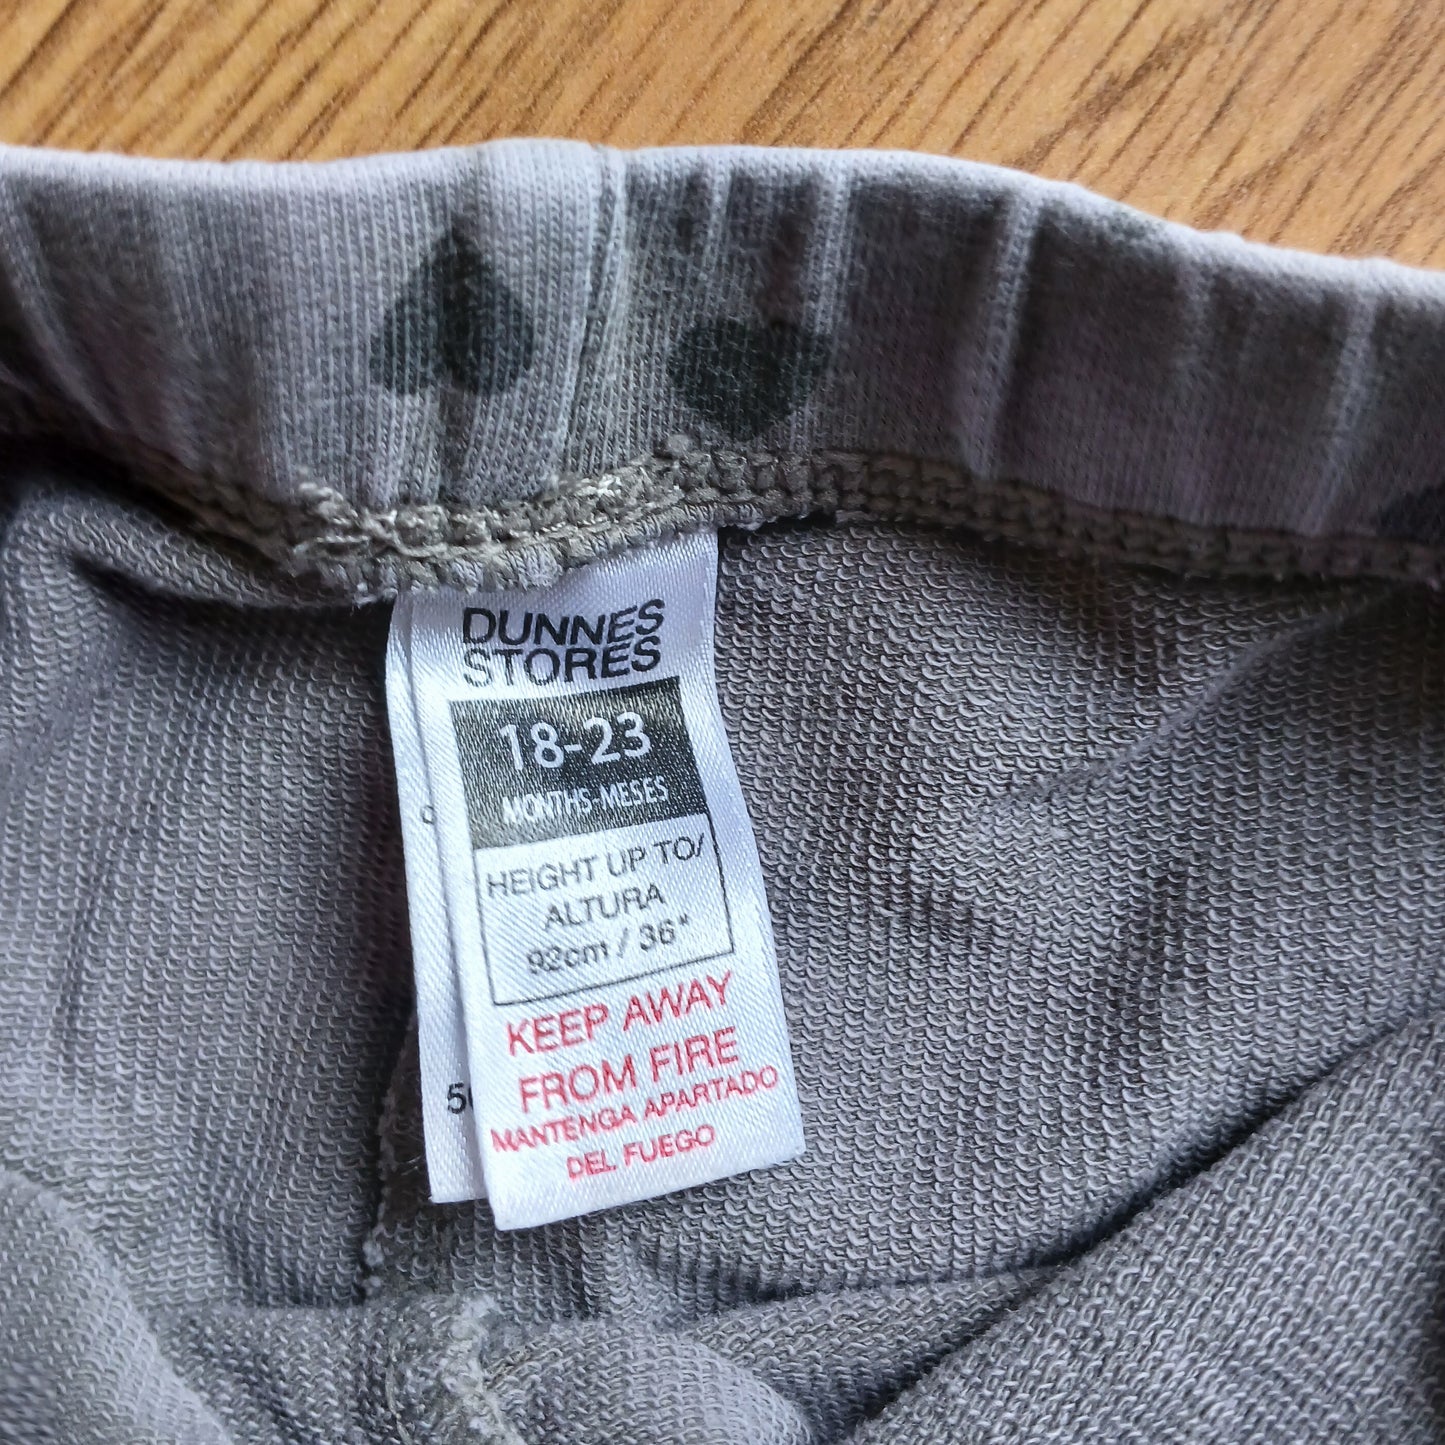 DUNNES
STORES
18-23
MONTHS-MESES
HEIGHT UP TO/
ALTURA
92cm / 36"
KEEP AWAY
FROM FIRE
MANTENGA APARTADO
DEL FUEGO